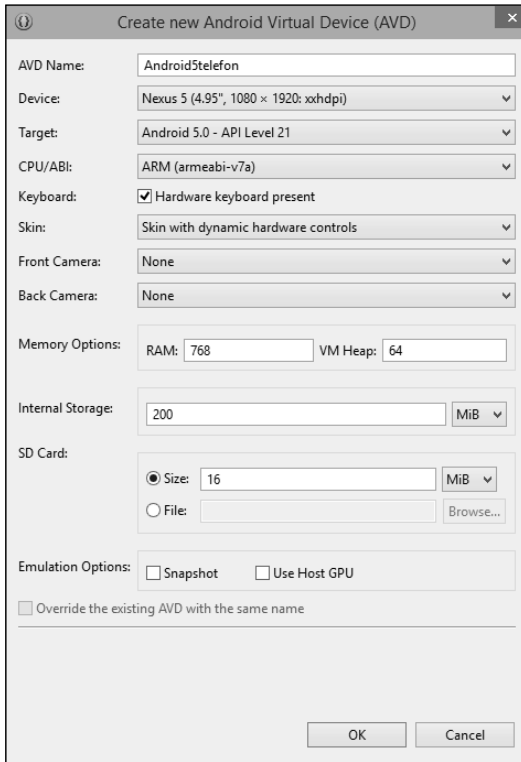 Create new Android Virtual Device (AVD)
AVD Name: Android5telefon
Device: Nexus 5 (4.95", 1080 × 1920: xxhdpi)
Target: Android 5.0 - API Level 21
CPU/ABI: ARM (armeabi-v7a)
Keyboard: Hardware keyboard present
Skin: Skin with dynamic hardware controls
Front Camera: None
Back Camera: None
Memory Options: RAM: 768 VM Heap: 64
Internal Storage: 200 MiB
SD Card:
Size: 16 MiB
File: Browse...
Emulation Options: Snapshot Use Host GPU
Override the existing AVD with the same name
OK Cancel